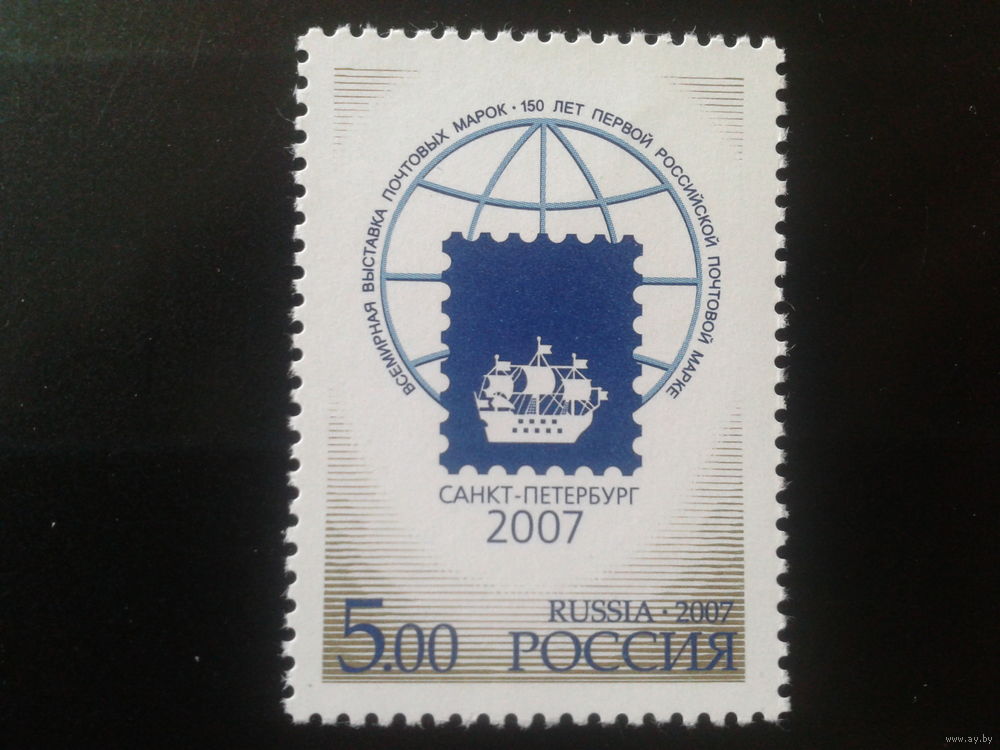 ВСЕМИРНАЯ ВЫСТАВКА ПОЧТОВЫХ МАРОК · 150 ЛЕТ ПЕРВОЙ РОССИЙСКОЙ ПОЧТОВОЙ МАРКЕ
САНКТ-ПЕТЕРБУРГ
2007
RUSSIA · 2007
5.00 РОССИЯ
www.ay.by